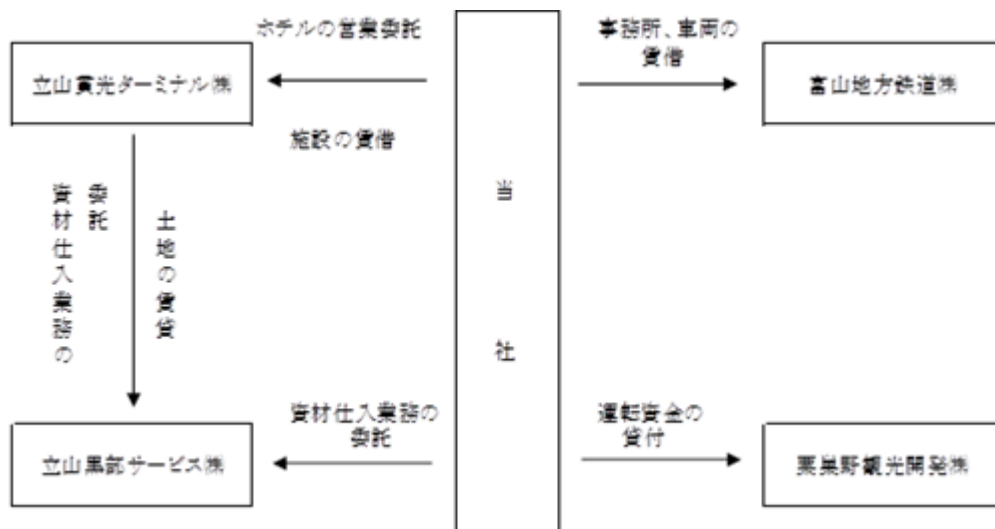 ホテルの営業委託
事務所、車両の
賃借
立山貫光ターミナル㈱
富山地方鉄道㈱
施設の賃借
当
社
資材仕入業務の
委託
土地の賃貸
資材仕入業務の
委託
運転資金の
貸付
立山黒部サービス㈱
粟巣野観光開発㈱